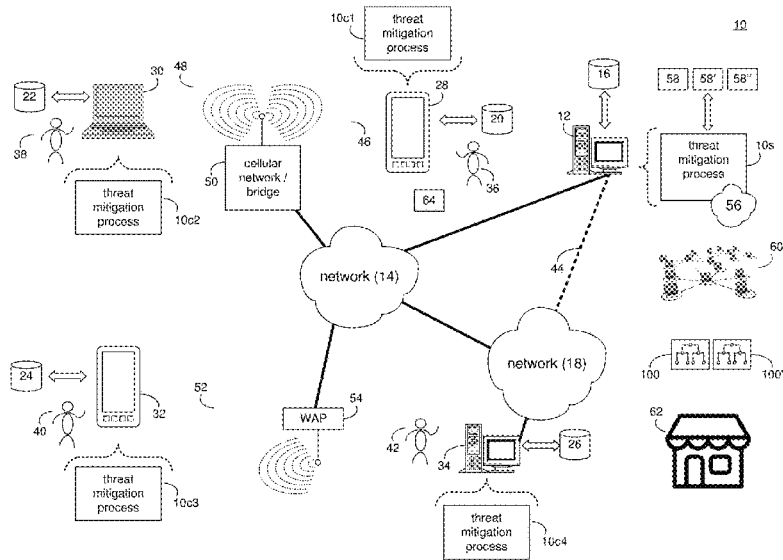 10c1
threat
mitigation
process
10
30
48
22
38
threat
mitigation
process
10c2
50
cellular
network /
bridge
28
46
20
36
64
16
12
58
58'
58"
threat
mitigation
process
10s
56
network (14)
44
60
network (18)
100
100'
24
32
40
52
WAP
54
threat
mitigation
process
10c3
42
34
26
62
threat
mitigation
process
10c4